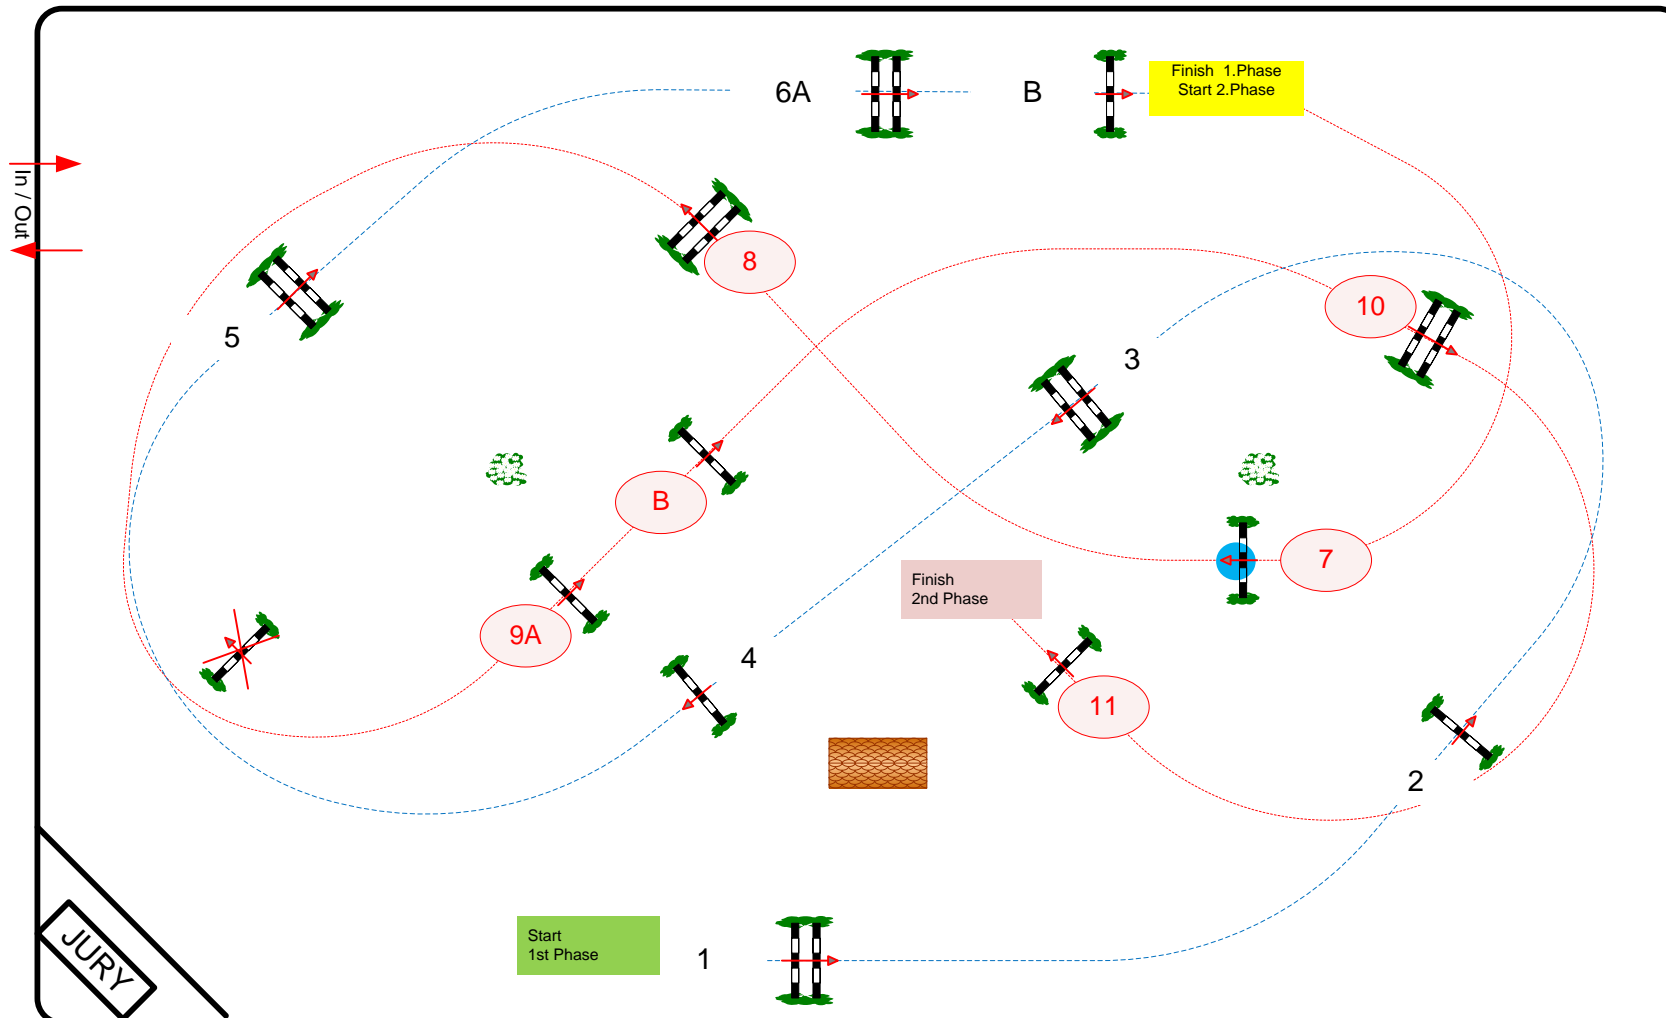 6A
B
Finish 1.Phase
Start 2.Phase
In / Out
8
10
5
3
B
7
Finish
2nd Phase
9A
4
11
2
Start
1st Phase
1
JURY